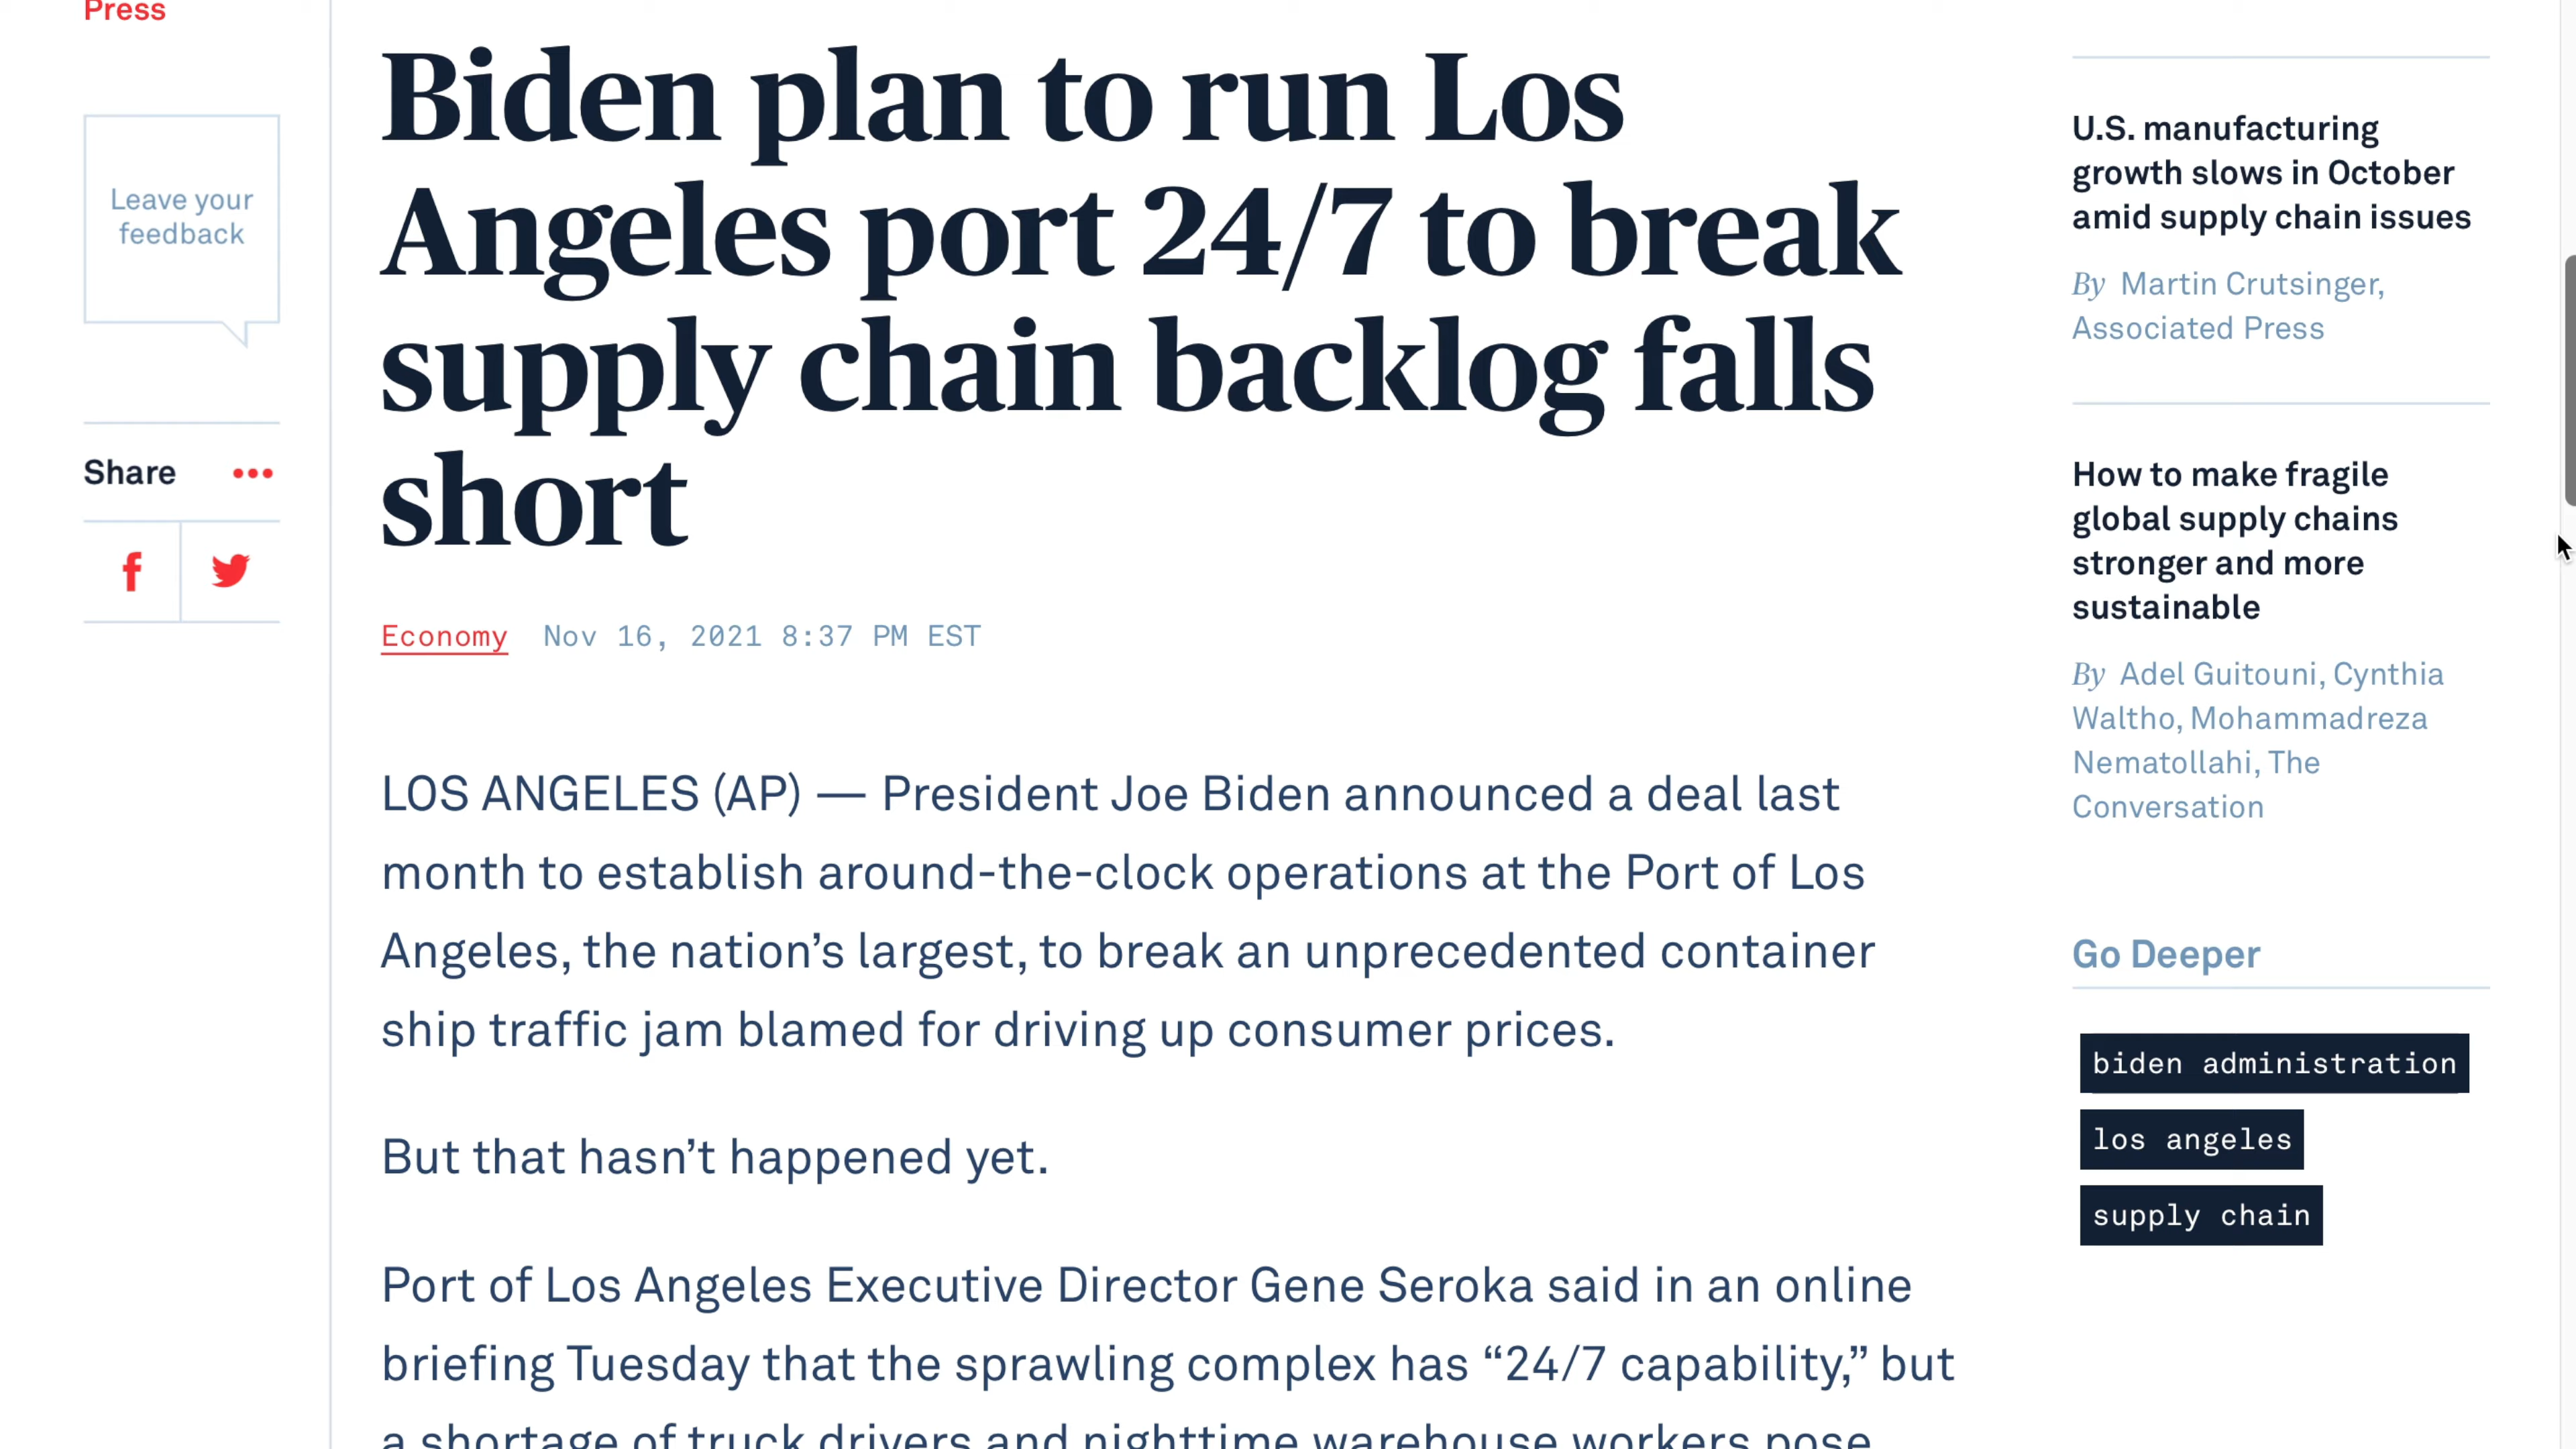 Press
Leave your
feedback
Share
Biden plan to run Los
Angeles port 24/7 to break
supply chain backlog falls
short
Economy Nov 16, 2021 8:37 PM EST
LOS ANGELES (AP) — President Joe Biden announced a deal last
month to establish around-the-clock operations at the Port of Los
Angeles, the nation’s largest, to break an unprecedented container
ship traffic jam blamed for driving up consumer prices.
But that hasn’t happened yet.
Port of Los Angeles Executive Director Gene Seroka said in an online
briefing Tuesday that the sprawling complex has “24/7 capability,” but
a shortage of truck drivers and nighttime warehouse workers pose
U.S. manufacturing
growth slows in October
amid supply chain issues
By Martin Crutsinger,
Associated Press
How to make fragile
global supply chains
stronger and more
sustainable
By Adel Guitouni, Cynthia
Waltho, Mohammadreza
Nematollahi, The
Conversation
Go Deeper
biden administration
los angeles
supply chain